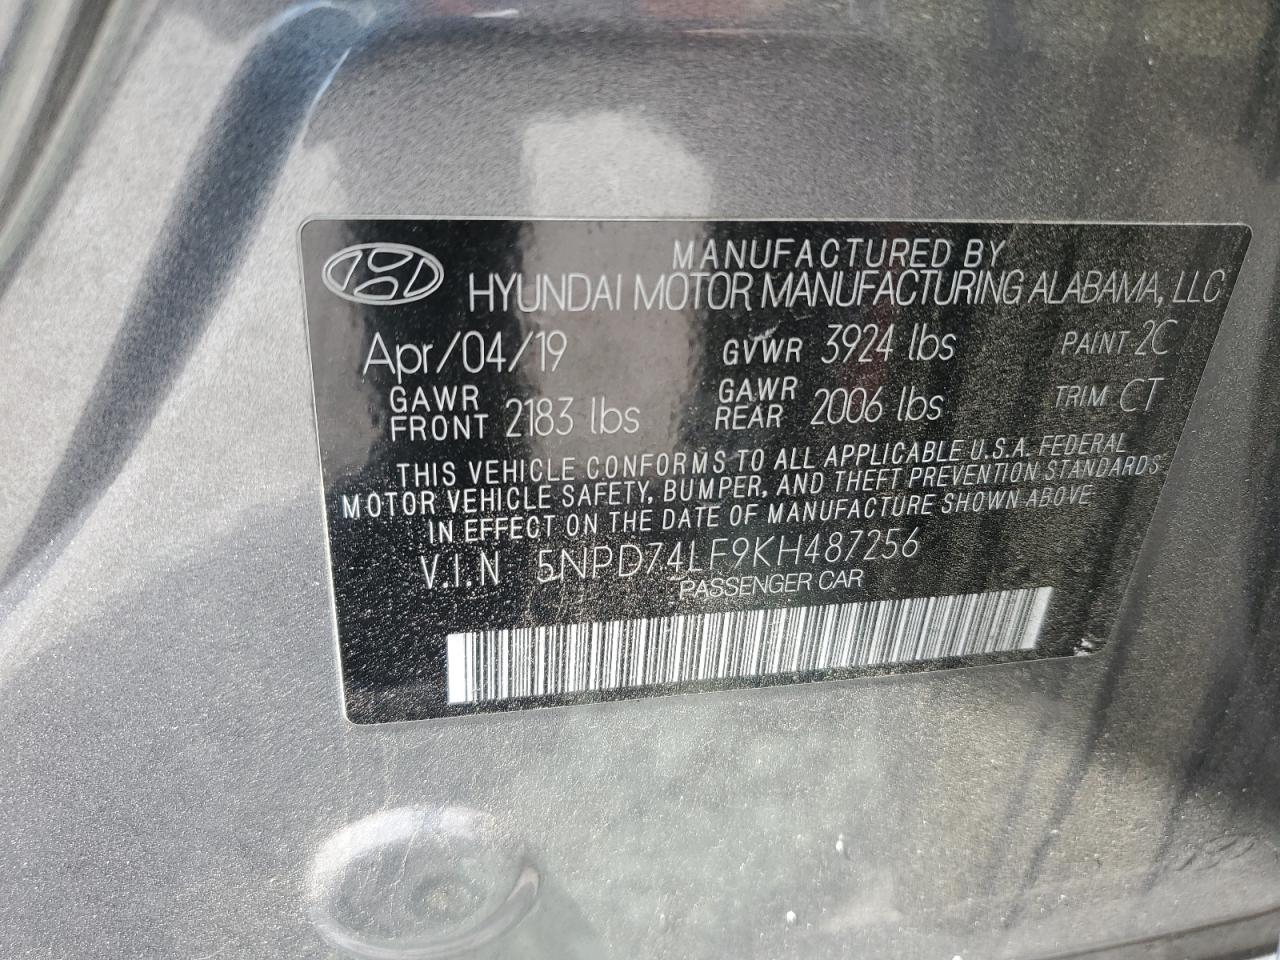 MANUFACTURED BY
HYUNDAI MOTOR MANUFACTURING ALABAMA, LLC
Apr/04/19 GVWR 3924 lbs PAINT 2C
GAWR FRONT 2183 lbs GAWR REAR 2006 lbs TRIM CT
THIS VEHICLE CONFORMS TO ALL APPLICABLE U.S.A. FEDERAL
MOTOR VEHICLE SAFETY, BUMPER, AND THEFT PREVENTION STANDARDS
IN EFFECT ON THE DATE OF MANUFACTURE SHOWN ABOVE
V.I.N 5NPD74LF9KH487256
PASSENGER CAR